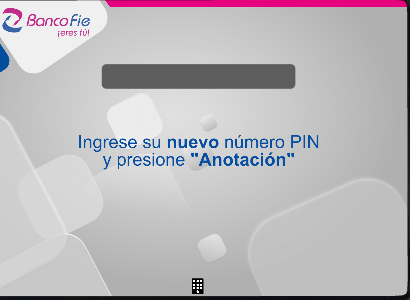 BancoFie
¡eres tú!
Ingrese su nuevo número PIN
y presione "Anotación"